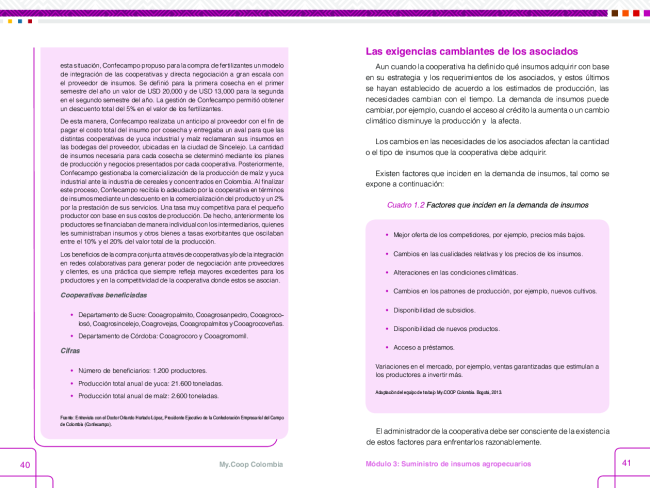 esta situación, Confecampo propuso para la compra de fertilizantes un modelo
de integración de las cooperativas y directa negociación a gran escala con
el proveedor de insumos. Se definió para la primera cosecha en el primer
semestre del año un valor de USD 20,000 y de USD 13,000 para la segunda
en el segundo semestre del año. La gestión de Confecampo permitió obtener
un descuento total del 5% en el valor de los fertilizantes.
De esta manera, Confecampo realizaba un anticipo al proveedor con el fin de
pagar el costo total del insumo por cosecha y entregaba un aval para que las
distintas cooperativas de yuca industrial y maíz reclamaran sus insumos en
las bodegas del proveedor, ubicadas en la ciudad de Sincelejo. La cantidad
de insumos necesaria para cada cosecha se determinó mediante los planes
de producción y negocios presentados por cada cooperativa. Posteriormente,
Confecampo gestionaba la comercialización de la producción de maíz y yuca
industrial ante la industria de cereales y concentrados en Colombia. Al finalizar
este proceso, Confecampo recibía lo adeudado por la cooperativa en términos
de insumos mediante un descuento en la comercialización del producto y un 2%
por la prestación de sus servicios. Una tasa muy competitiva para el pequeño
productor con base en sus costos de producción. De hecho, anteriormente los
productores se financiaban de manera individual con los intermediarios, quienes
les suministraban insumos y otros bienes a tasas exorbitantes que oscilaban
entre el 10% y el 20% del valor total de la producción.
Los beneficios de la compra conjunta a través de cooperativas y/o de la integración
en redes colaborativas para generar poder de negociación ante proveedores
y clientes, es una práctica que siempre refleja mayores excedentes para los
productores y en la competitividad de la cooperativa donde estos se asocian.
Cooperativas beneficiadas
• Departamento de Sucre: Cooagropalmito, Cooagrosanpedro, Cooagroco-
losó, Coagrosincelejo, Coagrovejas, Cooagropalmitos y Cooagrocoveñas.
• Departamento de Córdoba: Cuagrocoro y Cooagromomil.
Cifras
• Número de beneficiarios: 1.200 productores.
• Producción total anual de yuca: 21.600 toneladas.
• Producción total anual de maíz: 2.600 toneladas.
Fuente: Entrevista con el Doctor Orlando Hurtado López, Presidente Ejecutivo de la Confederación Empresarial del Campo
de Colombia (Confecampo).
40
My.Coop Colombia
Las exigencias cambiantes de los asociados
Aun cuando la cooperativa ha definido qué insumos adquirir con base
en su estrategia y los requerimientos de los asociados, y estos últimos
se hayan establecido de acuerdo a los estimados de producción, las
necesidades cambian con el tiempo. La demanda de insumos puede
cambiar, por ejemplo, cuando el acceso al crédito la aumenta o un cambio
climático disminuye la producción y la afecta.
Los cambios en las necesidades de los asociados afectan la cantidad
o el tipo de insumos que la cooperativa debe adquirir.
Existen factores que inciden en la demanda de insumos, tal como se
expone a continuación:
Cuadro 1.2 Factores que inciden en la demanda de insumos
• Mejor oferta de los competidores, por ejemplo, precios más bajos.
• Cambios en las cualidades relativas y los precios de los insumos.
• Alteraciones en las condiciones climáticas.
• Cambios en los patrones de producción, por ejemplo, nuevos cultivos.
• Disponibilidad de subsidios.
• Disponibilidad de nuevos productos.
• Acceso a préstamos.
Variaciones en el mercado, por ejemplo, ventas garantizadas que estimulan a
los productores a invertir más.
Adaptación del equipo de trabajo My.COOP Colombia. Bogotá, 2013.
El administrador de la cooperativa debe ser consciente de la existencia
de estos factores para enfrentarlos razonablemente.
Módulo 3: Suministro de insumos agropecuarios
41